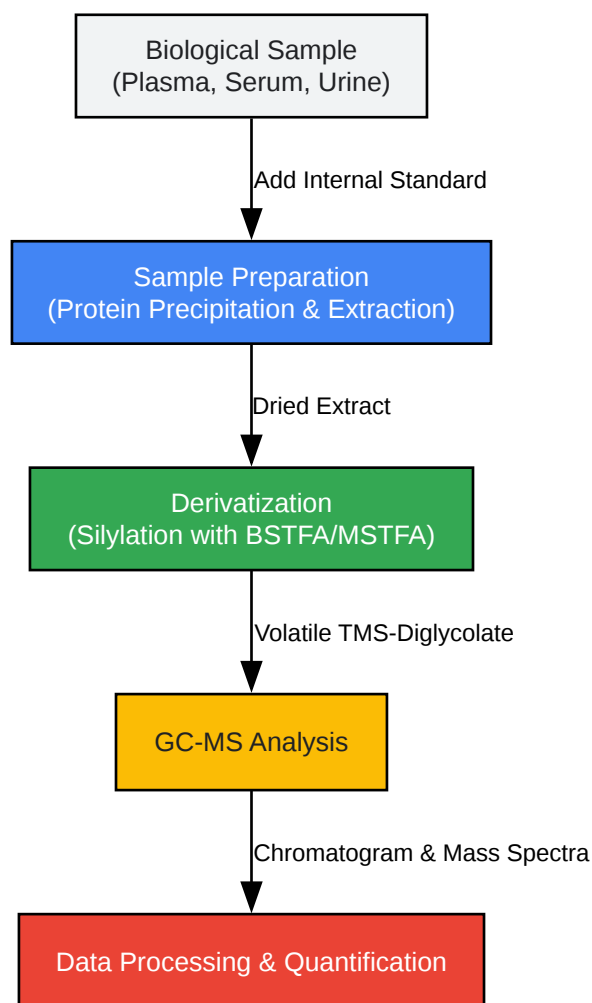 Biological Sample
(Plasma, Serum, Urine)
Add Internal Standard
Sample Preparation
(Protein Precipitation & Extraction)
Dried Extract
Derivatization
(Silylation with BSTFA/MSTFA)
Volatile TMS-Diglycolate
GC-MS Analysis
Chromatogram & Mass Spectra
Data Processing & Quantification